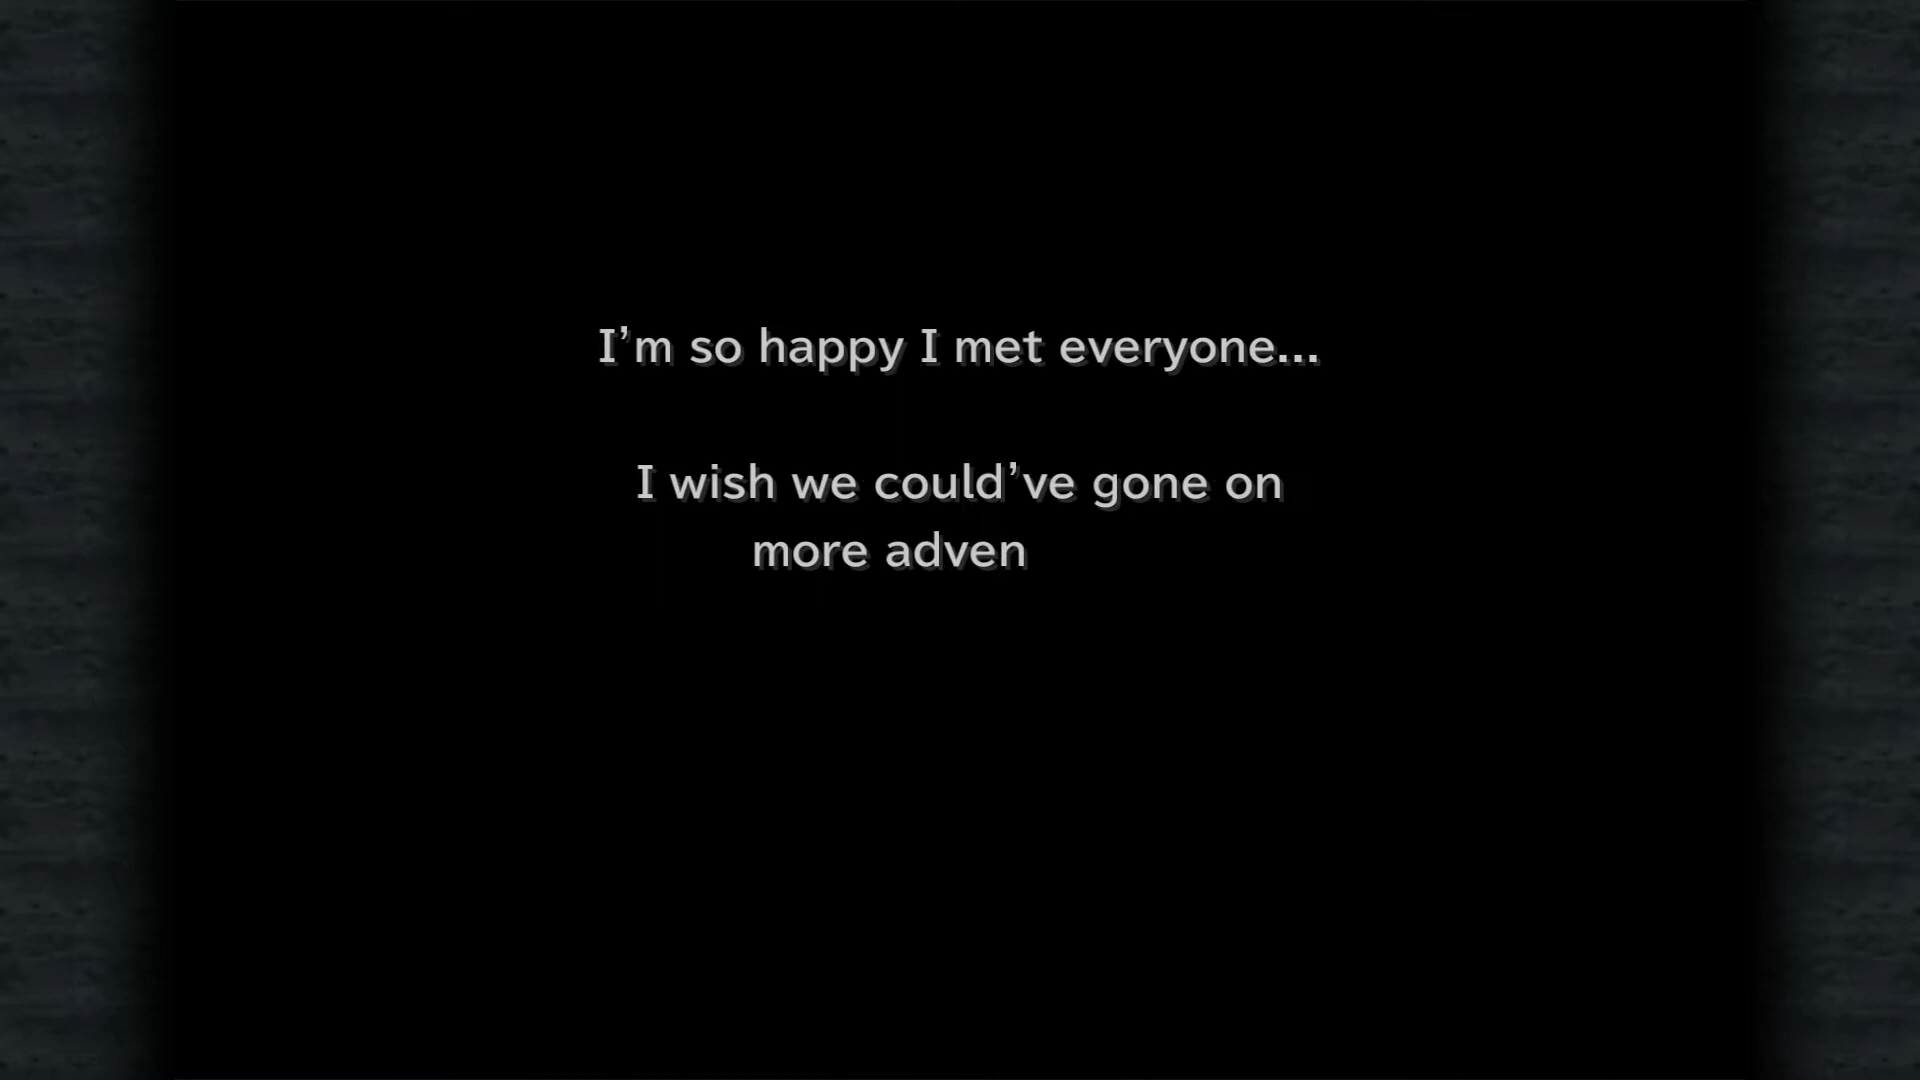 I’m so happy I met everyone...
I wish we could’ve gone on
more adven